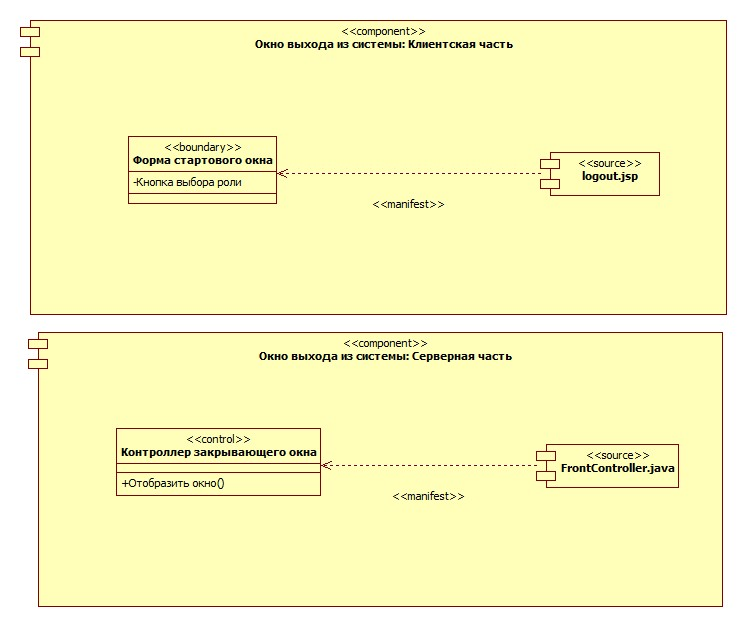 <<component>>
Окно выхода из системы: Клиентская часть
<<boundary>>
Форма стартового окна
-Кнопка выбора роли
<<source>>
logout.jsp
<<manifest>>
<<component>>
Окно выхода из системы: Серверная часть
<<control>>
Контроллер закрывающего окна
+Отобразить окно()
<<source>>
FrontController.java
<<manifest>>